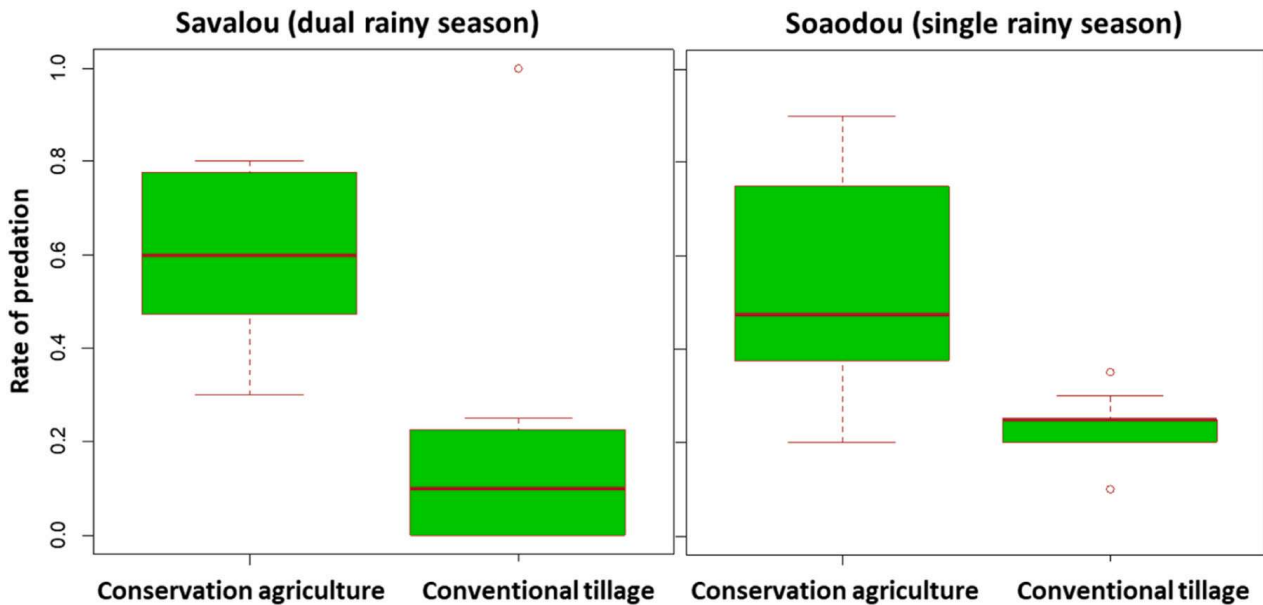 Savalou (dual rainy season)
Soaodou (single rainy season)
Rate of predation
1.0
0.8
0.6
0.4
0.2
0.0
Conservation agriculture
Conventional tillage
Conservation agriculture
Conventional tillage